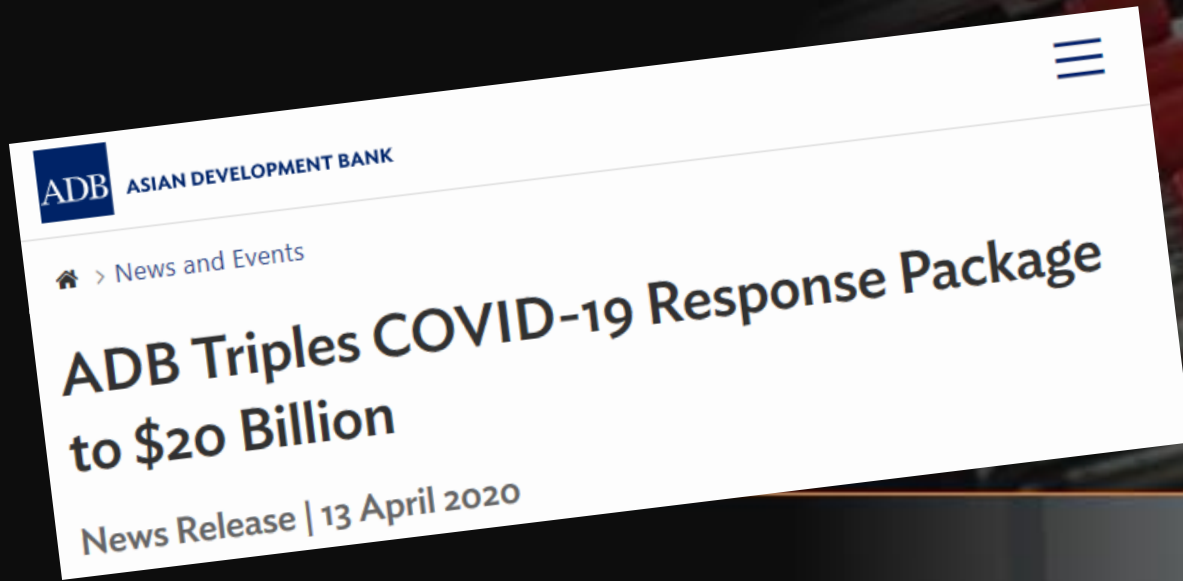 ADB ASIAN DEVELOPMENT BANK
> News and Events
ADB Triples COVID-19 Response Package
to $20 Billion
News Release | 13 April 2020